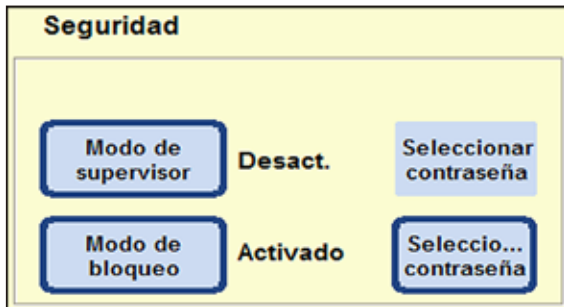 Seguridad
Modo de
supervisor
Desact.
Seleccionar
contraseña
Modo de
bloqueo
Activado
Seleccio...
contraseña